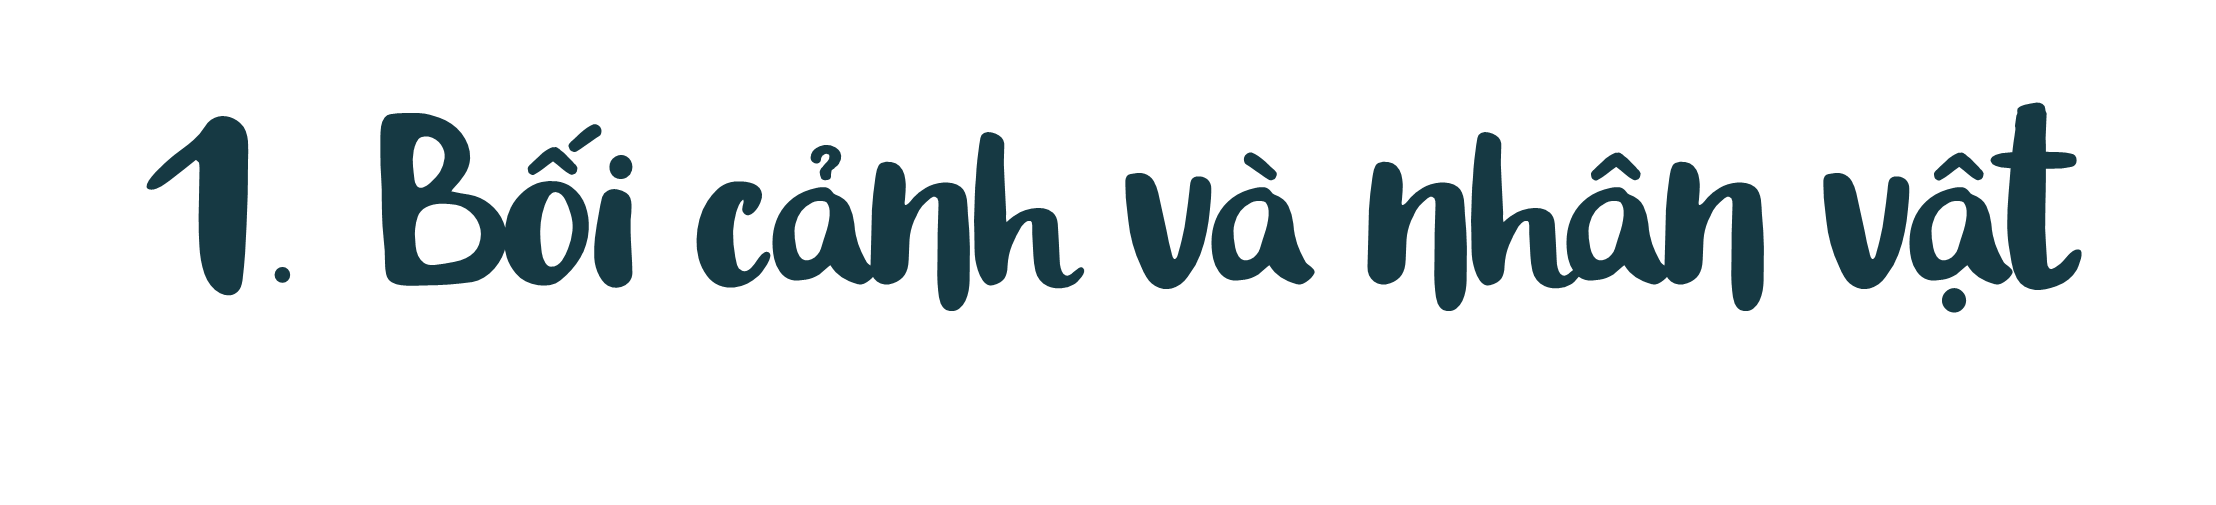 1. Bối cảnh và nhân vật